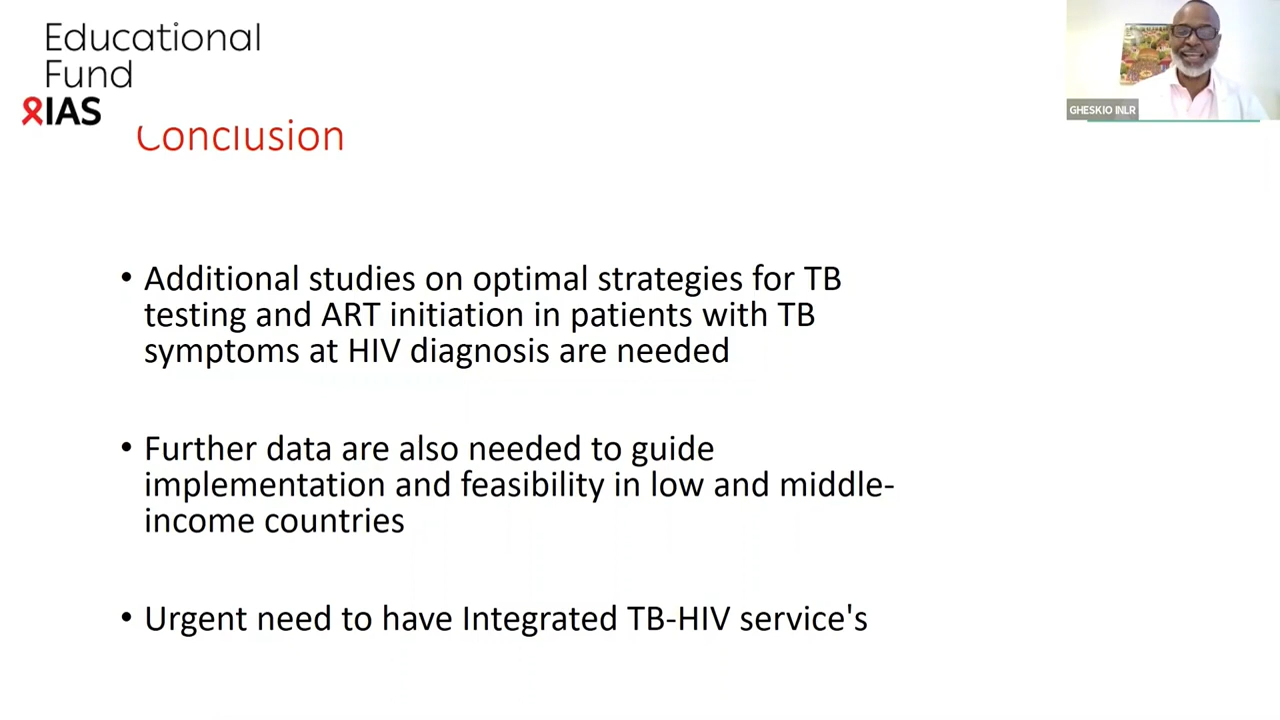 Educational
Fund
IAS
GHESKIO INLR
Conclusion
• Additional studies on optimal strategies for TB
testing and ART initiation in patients with TB
symptoms at HIV diagnosis are needed
• Further data are also needed to guide
implementation and feasibility in low and middle-
income countries
• Urgent need to have Integrated TB-HIV service's